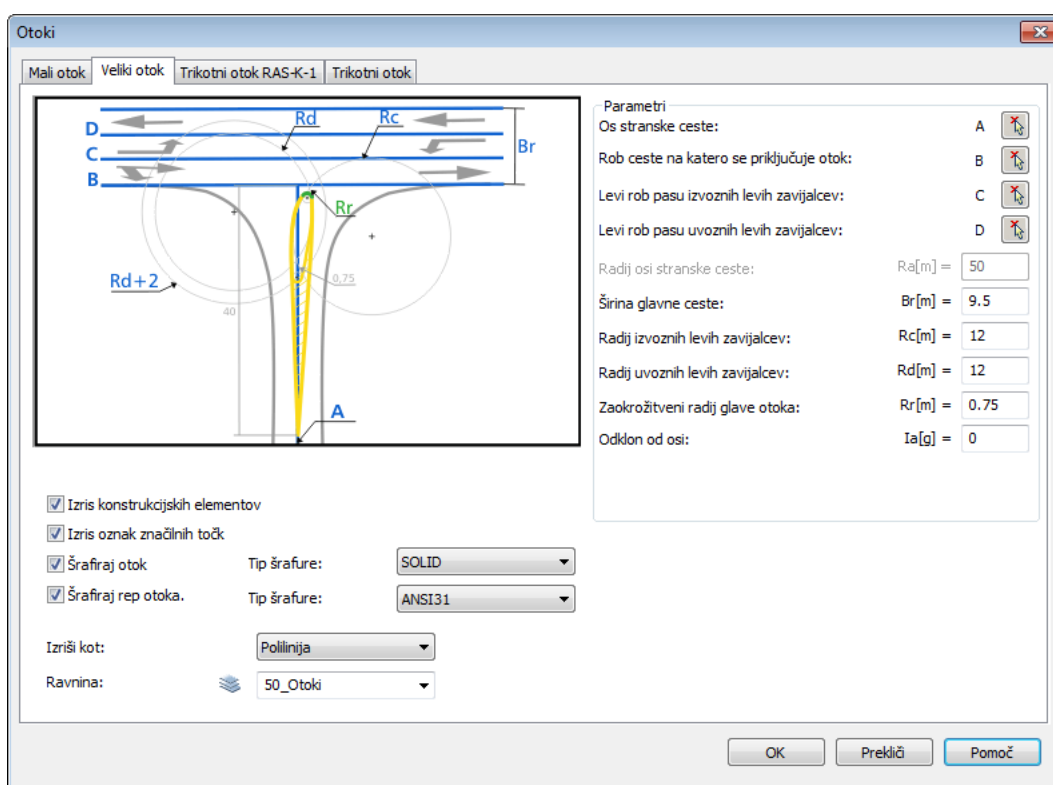 Otoki
Mali otok
Veliki otok
Trikotni otok RAS-K-1
Trikotni otok
D
C
B
Rd
Rc
Br
Rr
Rd+2
0,75
40
A
Parametri
Os stranske ceste: A
Rob ceste na katero se priključuje otok: B
Levi rob pasu izvoznih levih zavijalcev: C
Levi rob pasu uvoznih levih zavijalcev: D
Radij osi stranske ceste: Ra[m] = 50
Širina glavne ceste: Br[m] = 9.5
Radij izvoznih levih zavijalcev: Rc[m] = 12
Radij uvoznih levih zavijalcev: Rd[m] = 12
Zaokrožitveni radij glave otoka: Rr[m] = 0.75
Odklon od osi: Ia[g] = 0
Izris konstrukcijskih elementov
Izris oznak značilnih točk
Šrafiraj otok Tip šrafure: SOLID
Šrafiraj rep otoka. Tip šrafure: ANSI31
Izriši kot: Polilinija
Ravnina: 50_Otoki
OK
Prekliči
Pomoč